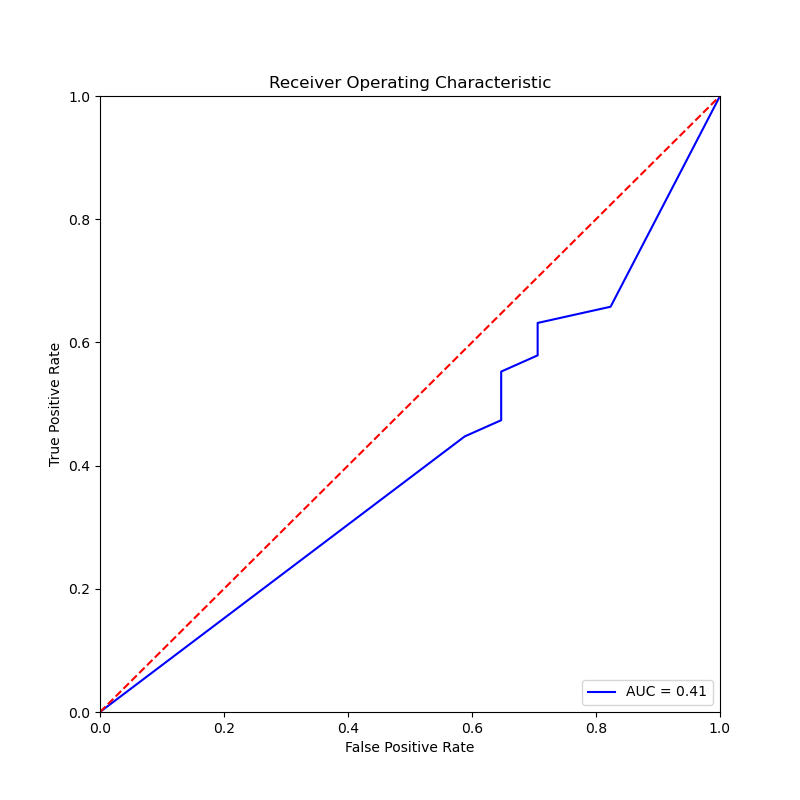 Receiver Operating Characteristic
True Positive Rate
1.0
0.8
0.6
0.4
0.2
0.0
AUC = 0.41
0.0 0.2 0.4 0.6 0.8 1.0
False Positive Rate